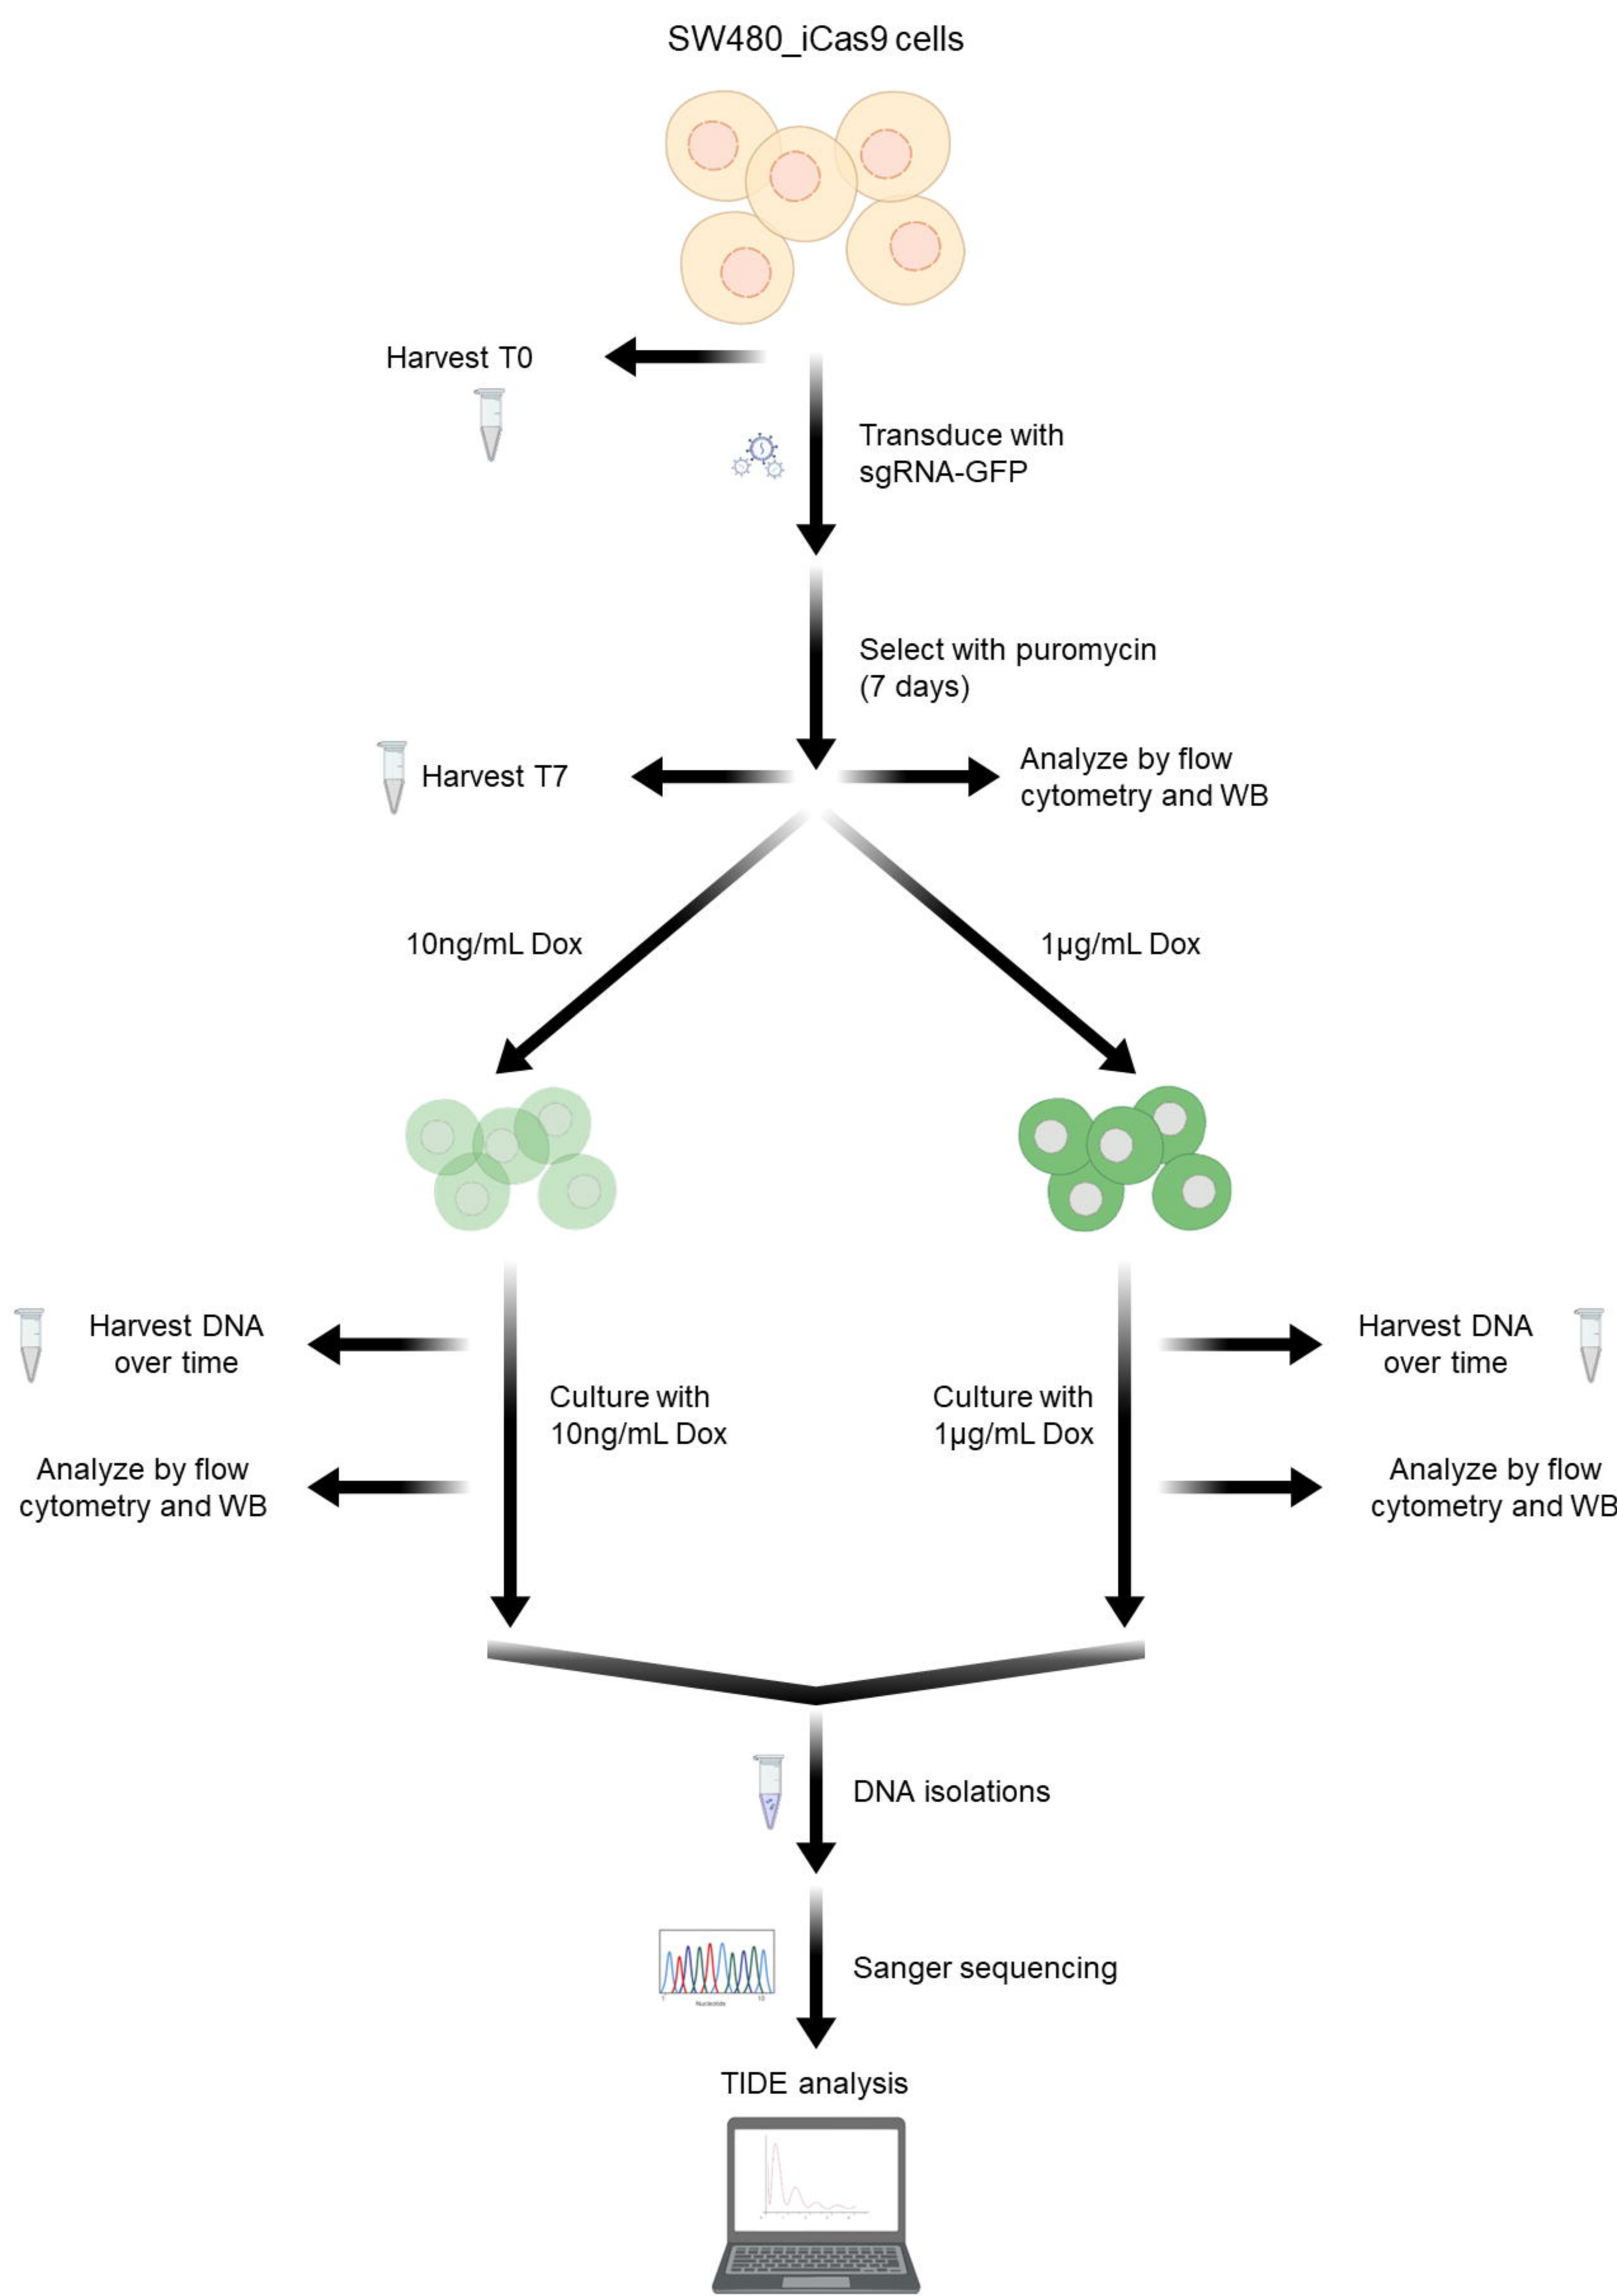 SW480_iCas9 cells
Harvest T0
Transduce with
sgRNA-GFP
Select with puromycin
(7 days)
Harvest T7
Analyze by flow
cytometry and WB
10ng/mL Dox
1µg/mL Dox
Harvest DNA
over time
Culture with
10ng/mL Dox
Analyze by flow
cytometry and WB
Culture with
1µg/mL Dox
Harvest DNA
over time
Analyze by flow
cytometry and WB
DNA isolations
Sanger sequencing
Nucleotide
TIDE analysis